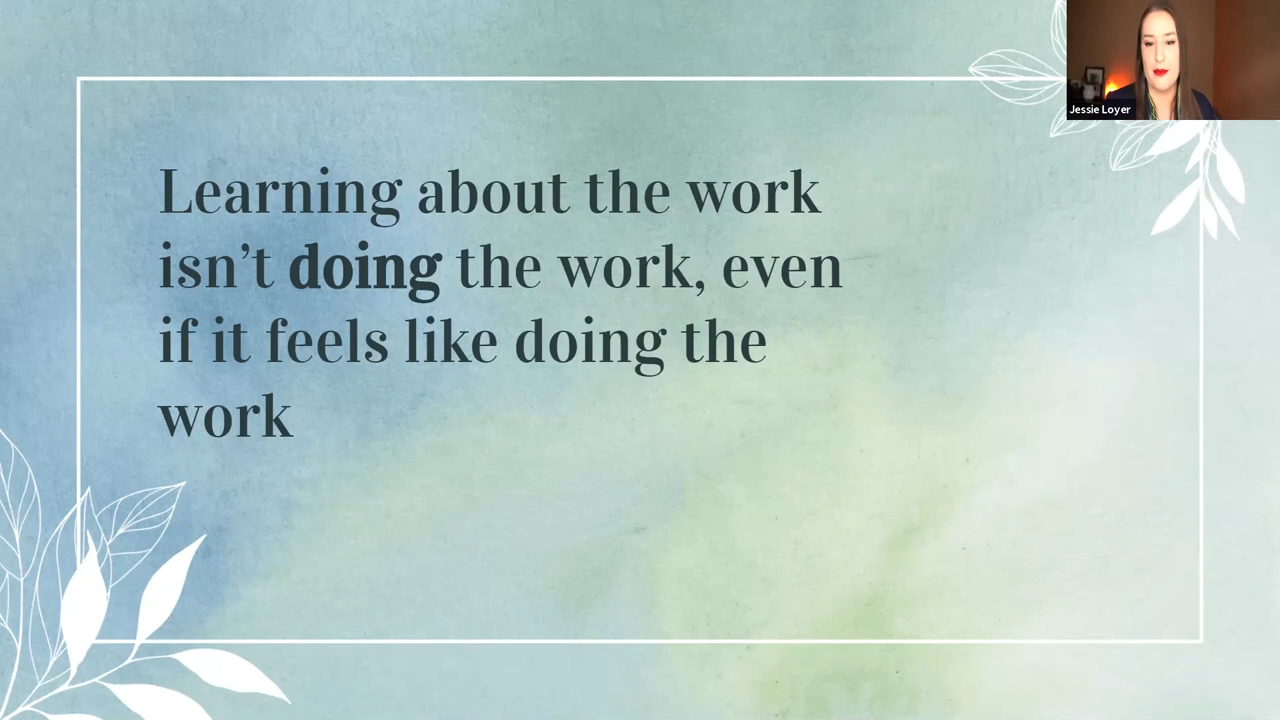 Learning about the work
isn’t doing the work, even
if it feels like doing the
work
Jessie Loyer